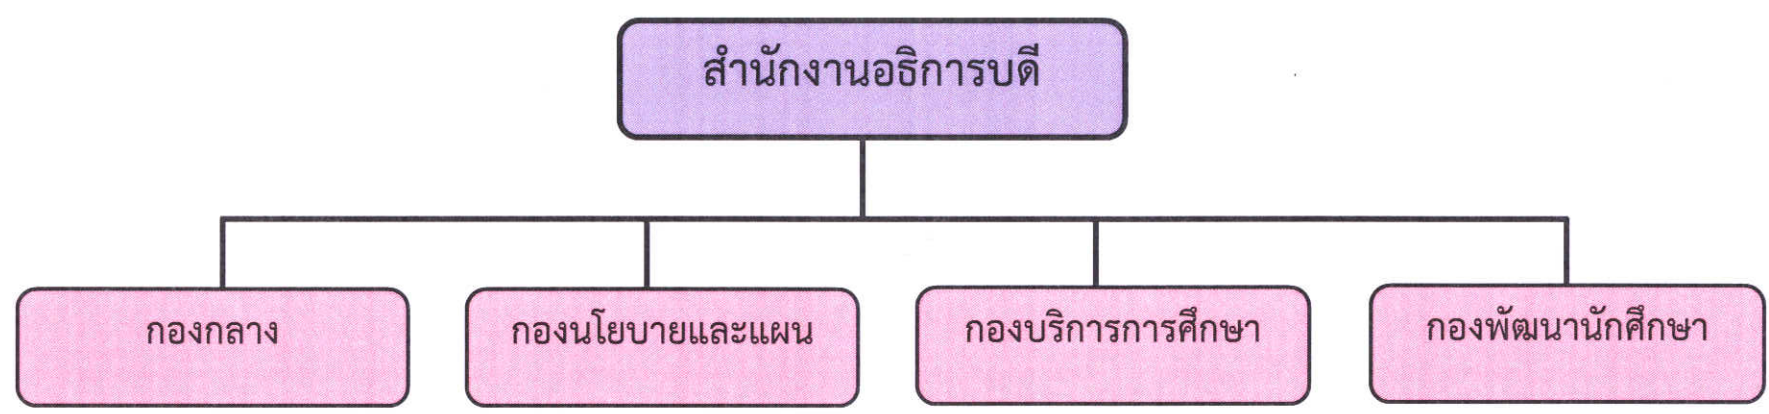 สำนักงานอธิการบดี
กองกลาง
กองนโยบายและแผน
กองบริการการศึกษา
กองพัฒนานักศึกษา